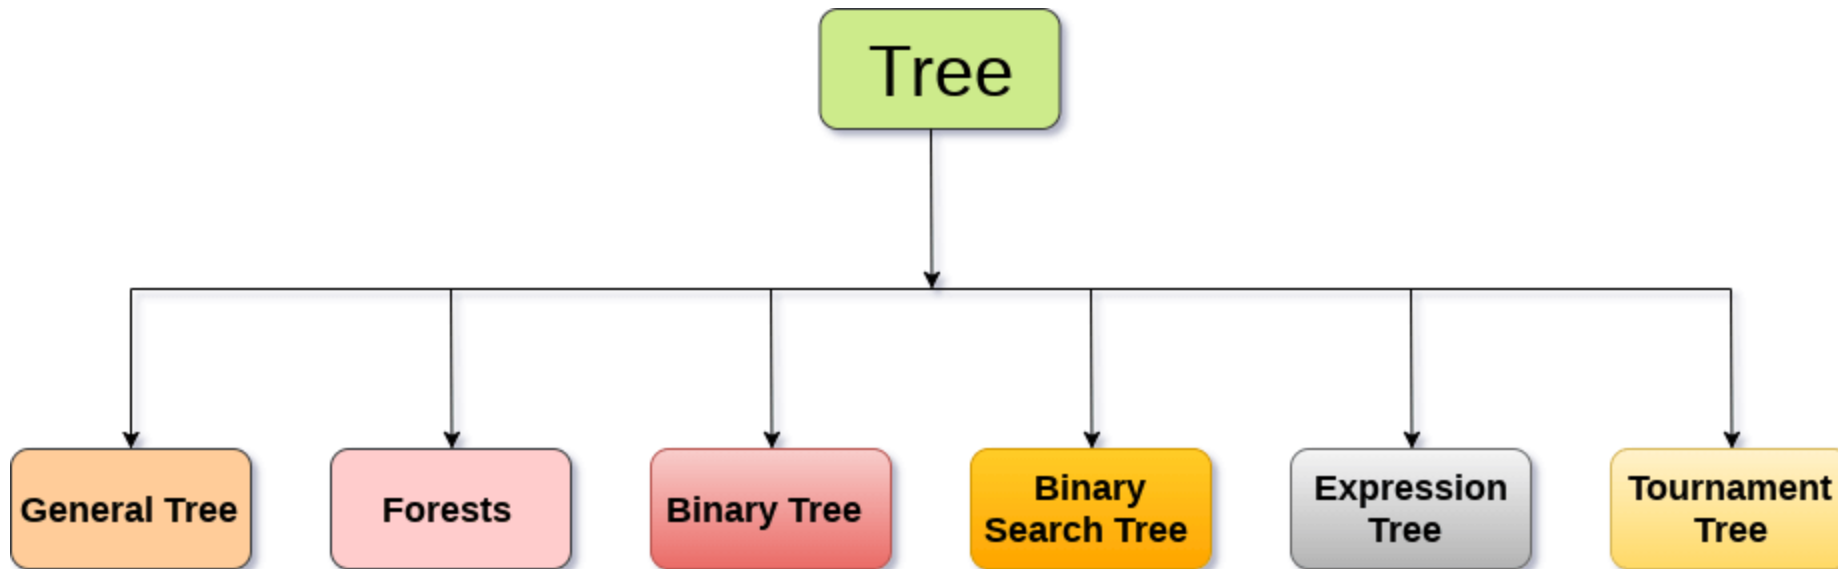 Tree
General Tree
Forests
Binary Tree
Binary
Search Tree
Expression
Tree
Tournament
Tree